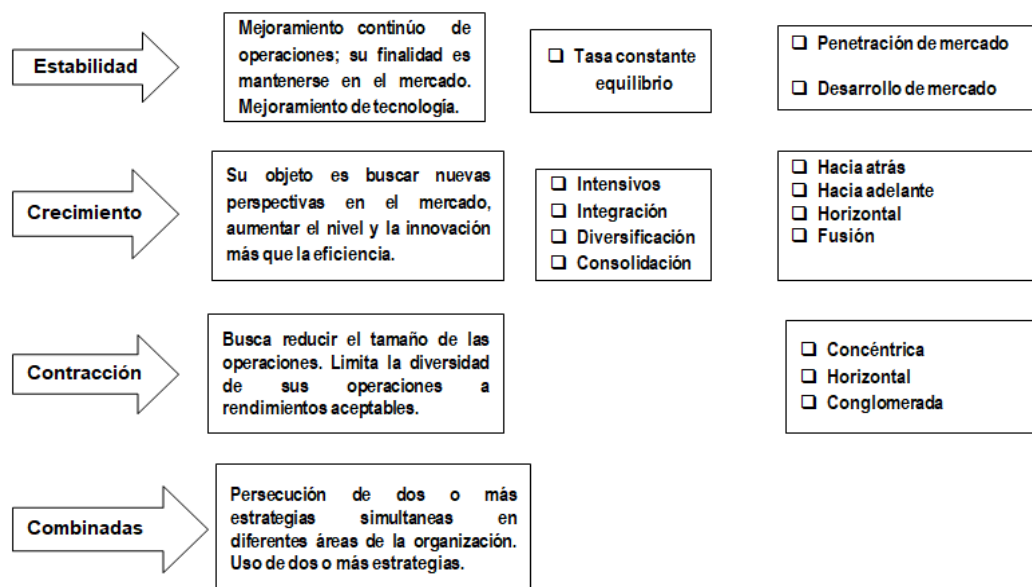 Estabilidad
Mejoramiento continúo de
operaciones; su finalidad es
mantenerse en el mercado.
Mejoramiento de tecnología.
❑ Tasa constante
equilibrio
❑ Penetración de mercado
❑ Desarrollo de mercado
Crecimiento
Su objeto es buscar nuevas
perspectivas en el mercado,
aumentar el nivel y la innovación
más que la eficiencia.
❑ Intensivos
❑ Integración
❑ Diversificación
❑ Consolidación
❑ Hacia atrás
❑ Hacia adelante
❑ Horizontal
❑ Fusión
Contracción
Busca reducir el tamaño de las
operaciones. Limita la diversidad
de sus operaciones a
rendimientos aceptables.
❑ Concéntrica
❑ Horizontal
❑ Conglomerada
Combinadas
Persecución de dos o más
estrategias simultaneas en
diferentes áreas de la organización.
Uso de dos o más estrategias.